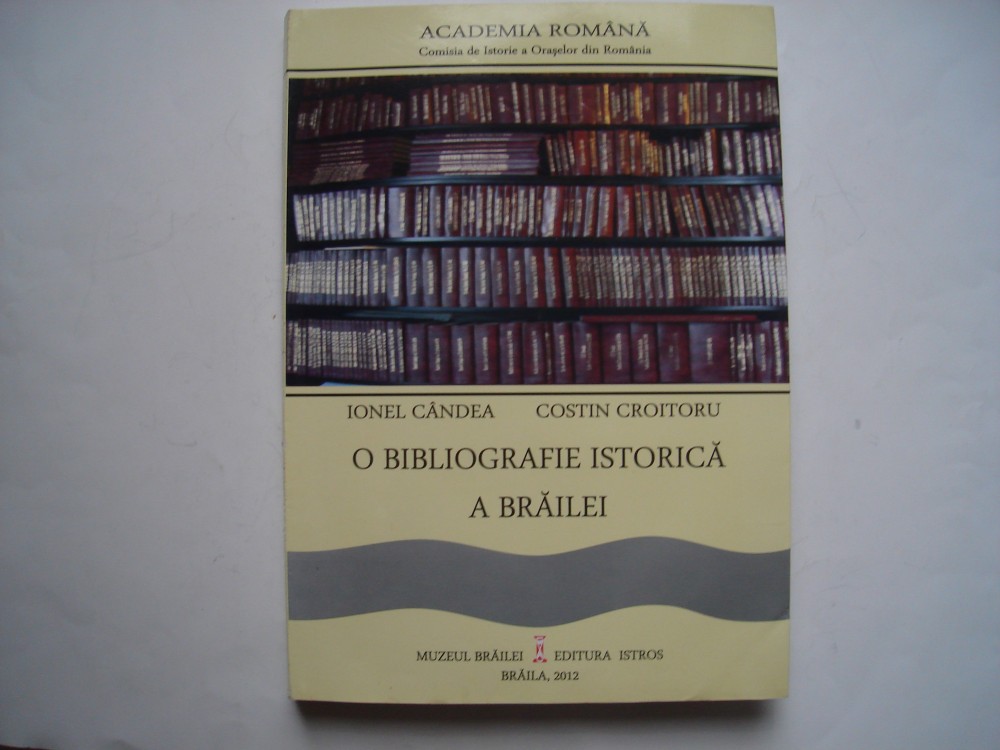 ACADEMIA ROMÂNĂ
Comisia de Istorie a Orașelor din România
IONEL CÂNDEA COSTIN CROITORU
O BIBLIOGRAFIE ISTORICĂ
A BRĂILEI
MUZEUL BRĂILEI EDITURA ISTROS
BRĂILA, 2012